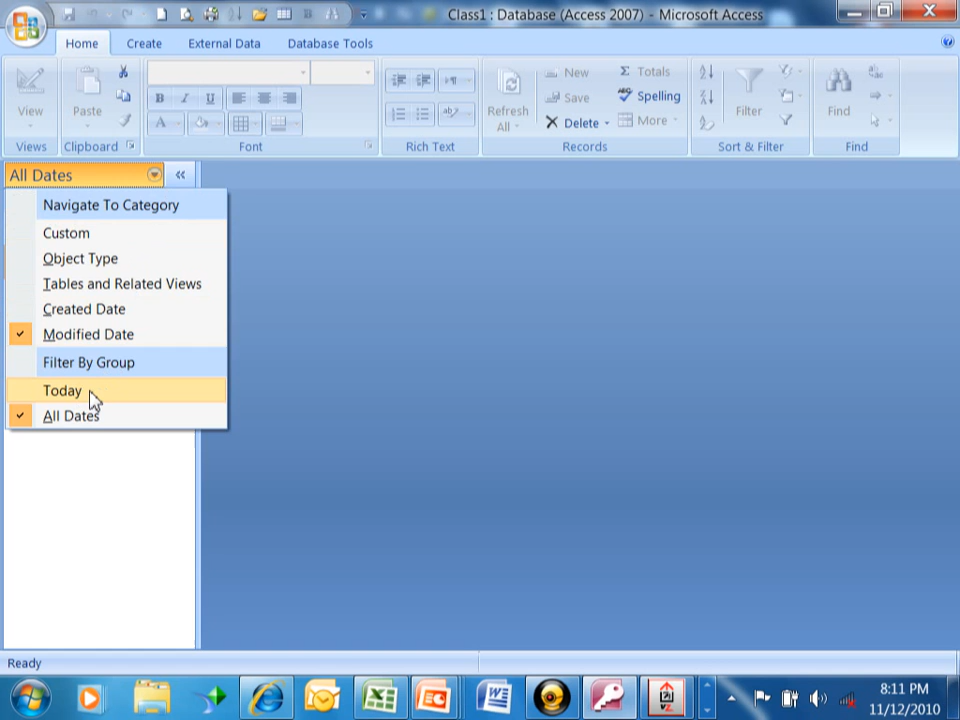 Class1 : Database (Access 2007) - Microsoft Access
Home Create External Data Database Tools
View
Paste
B I U
A
Refresh All
New
Save
Delete
Totals
Spelling
More
Filter
Find
Views Clipboard Font Rich Text Records Sort & Filter Find
All Dates «
Navigate To Category
Custom
Object Type
Tables and Related Views
Created Date
Modified Date
Filter By Group
Today
All Dates
Ready
8:11 PM
11/12/2010